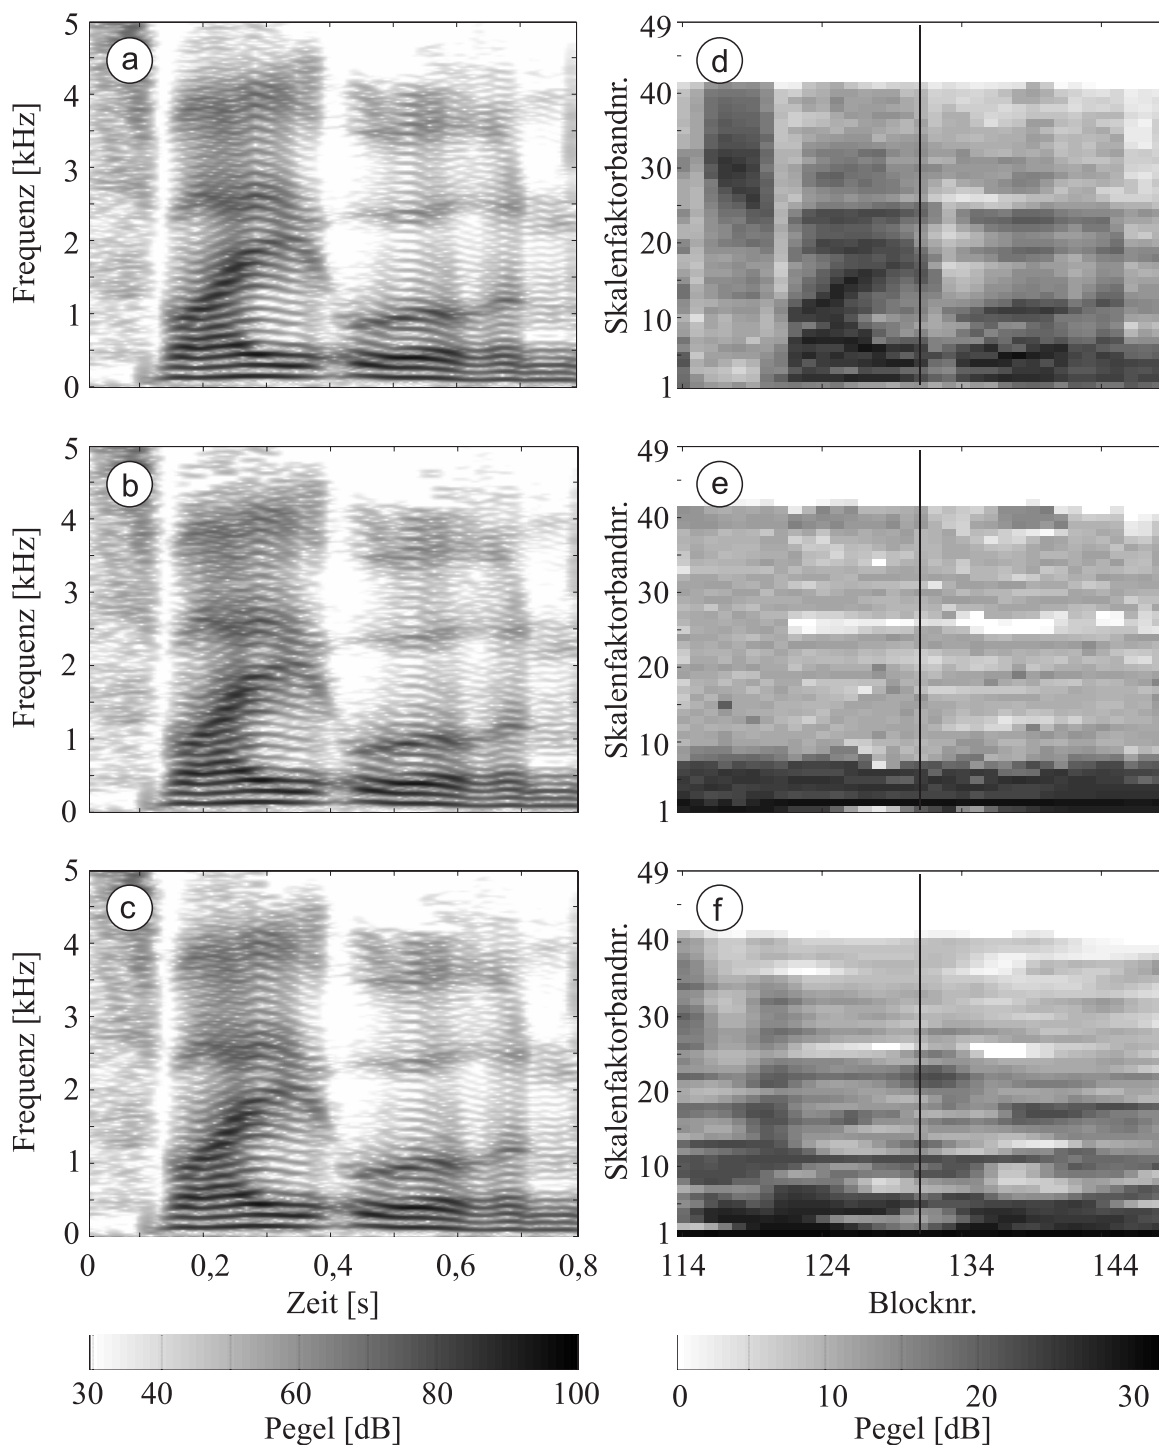 5
4
3
2
1
0
Frequenz [kHz]
a
49
40
30
20
10
1
Skalenfaktorbandnr.
d
5
4
3
2
1
0
Frequenz [kHz]
b
49
40
30
20
10
1
Skalenfaktorbandnr.
e
5
4
3
2
1
0
Frequenz [kHz]
c
0 0,2 0,4 0,6 0,8
Zeit [s]
49
40
30
20
10
1
Skalenfaktorbandnr.
f
114 124 134 144
Blocknr.
30 40 60 80 100
Pegel [dB]
0 10 20 30
Pegel [dB]